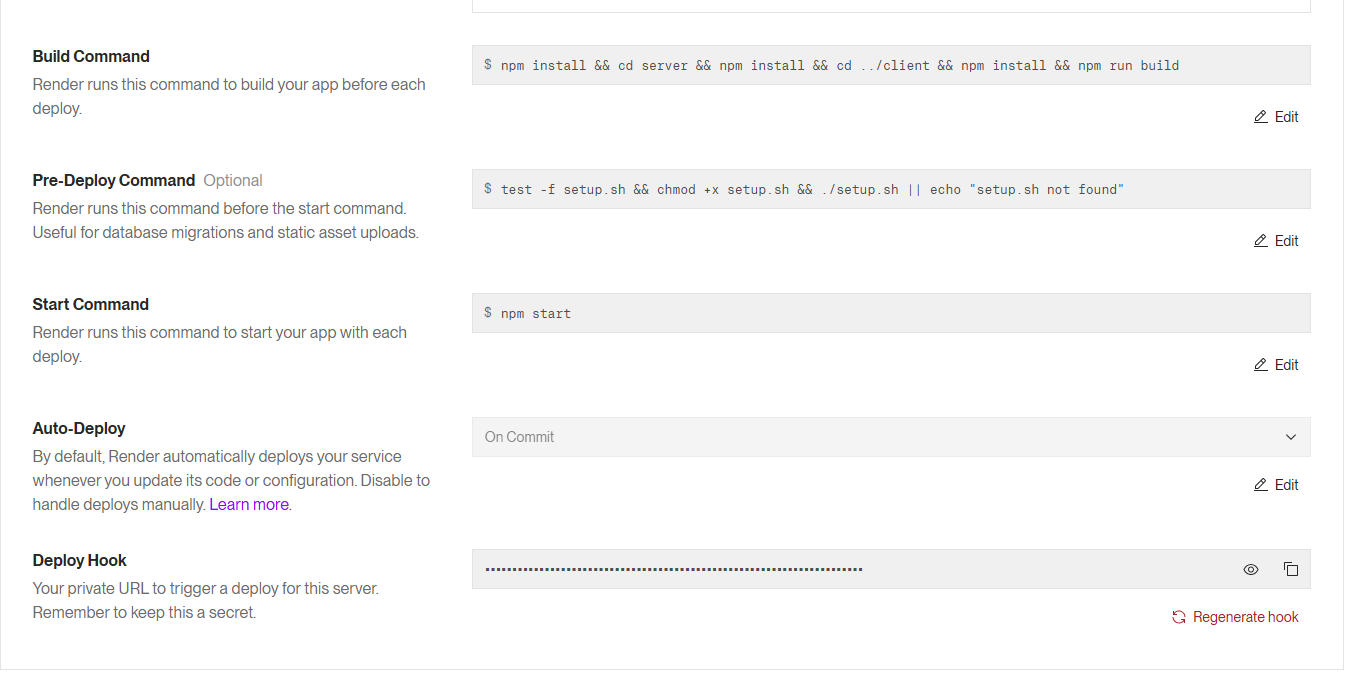 Build Command
Render runs this command to build your app before each
deploy.
$ npm install && cd server && npm install && cd ../client && npm install && npm run build
Edit
Pre-Deploy Command Optional
Render runs this command before the start command.
Useful for database migrations and static asset uploads.
$ test -f setup.sh && chmod +x setup.sh && ./setup.sh || echo "setup.sh not found"
Edit
Start Command
Render runs this command to start your app with each
deploy.
$ npm start
Edit
Auto-Deploy
By default, Render automatically deploys your service
whenever you update its code or configuration. Disable to
handle deploys manually. Learn more.
On Commit
Edit
Deploy Hook
Your private URL to trigger a deploy for this server.
Remember to keep this a secret.
Regenerate hook